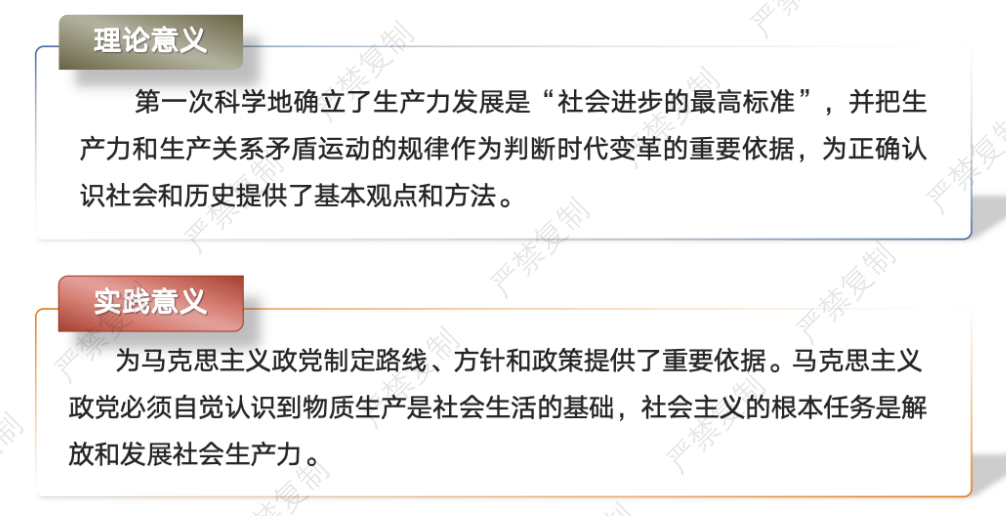 理论意义
第一次科学地确立了生产力发展是“社会进步的最高标准”，并把生
产力和生产关系矛盾运动的规律作为判断时代变革的重要依据，为正确认
识社会和历史提供了基本观点和方法。
实践意义
为马克思主义政党制定路线、方针和政策提供了重要依据。马克思主义
政党必须自觉认识到物质生产是社会生活的基础，社会主义的根本任务是解
放和发展社会生产力。
严禁复制
严禁复制
严禁复制
严禁复制
严禁复制
严禁复制
严禁复制
严禁复制
严禁复制